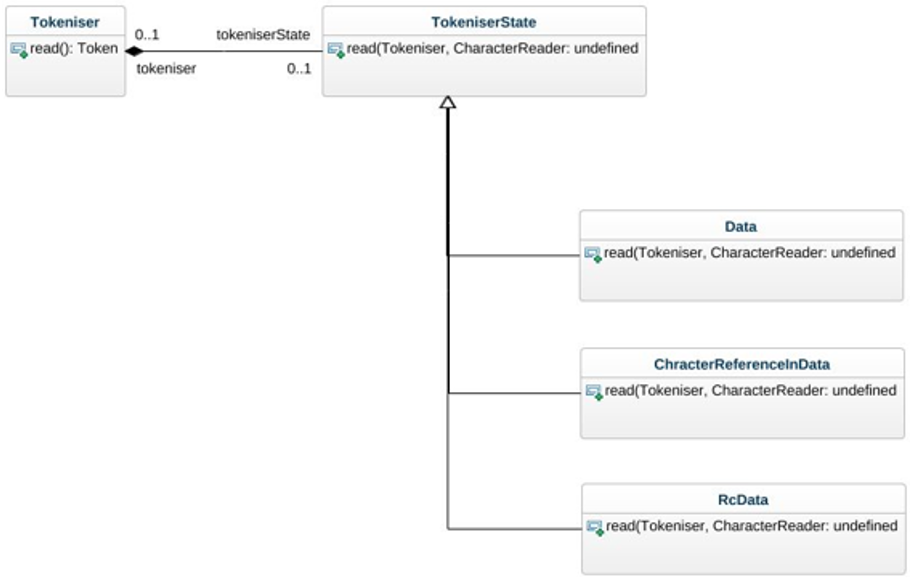 Tokeniser
read(): Token
0..1
tokeniserState
tokeniser
0..1
TokeniserState
read(Tokeniser, CharacterReader: undefined
Data
read(Tokeniser, CharacterReader: undefined
ChracterReferenceInData
read(Tokeniser, CharacterReader: undefined
RcData
read(Tokeniser, CharacterReader: undefined